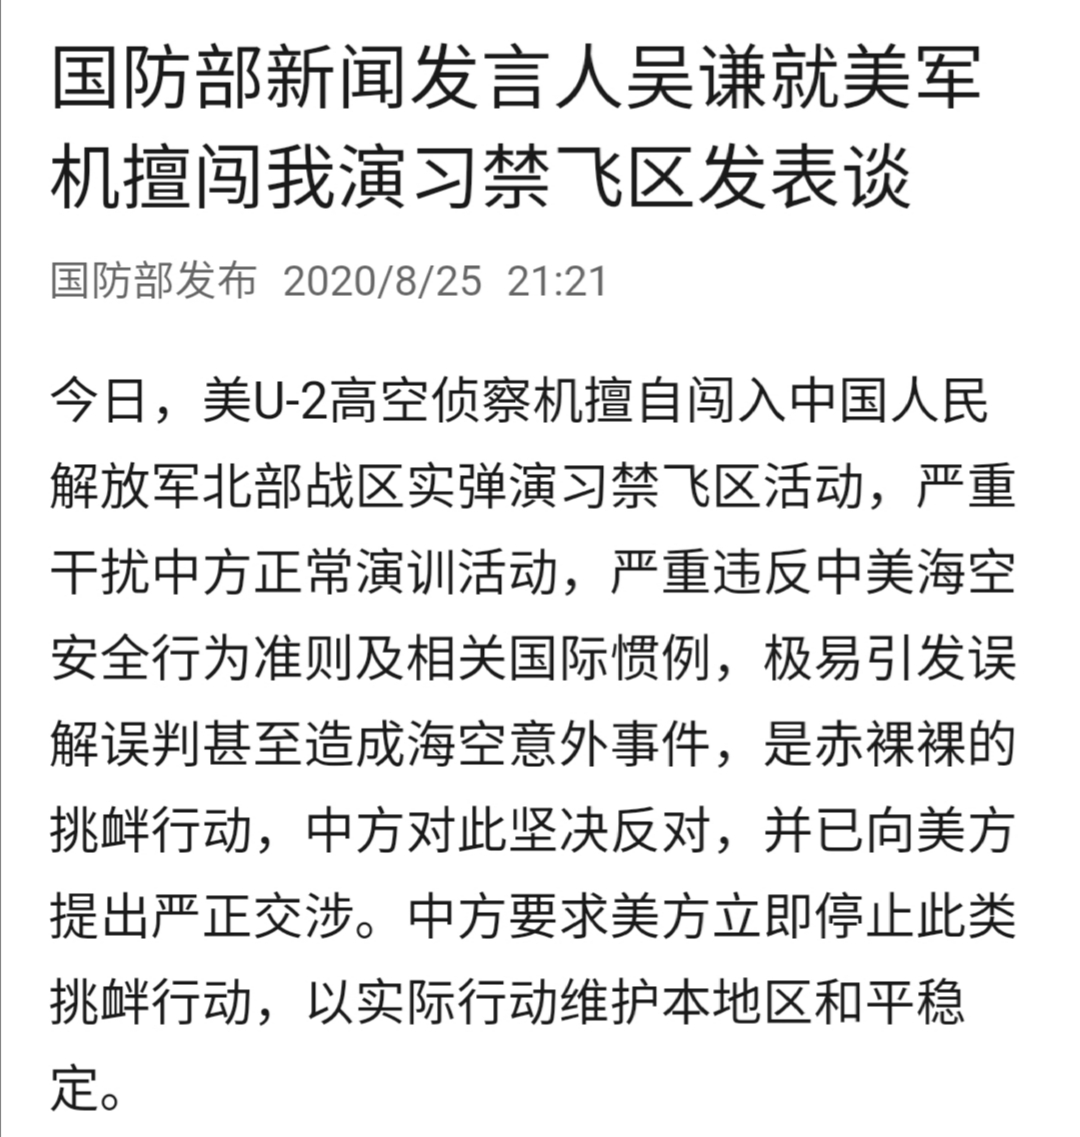 国防部新闻发言人吴谦就美军
机擅闯我演习禁飞区发表谈
国防部发布 2020/8/25 21:21
今日，美U-2高空侦察机擅自闯入中国人民
解放军北部战区实弹演习禁飞区活动，严重
干扰中方正常演训活动，严重违反中美海空
安全行为准则及相关国际惯例，极易引发误
解误判甚至造成海空意外事件，是赤裸裸的
挑衅行动，中方对此坚决反对，并已向美方
提出严正交涉。中方要求美方立即停止此类
挑衅行动，以实际行动维护本地区和平稳
定。